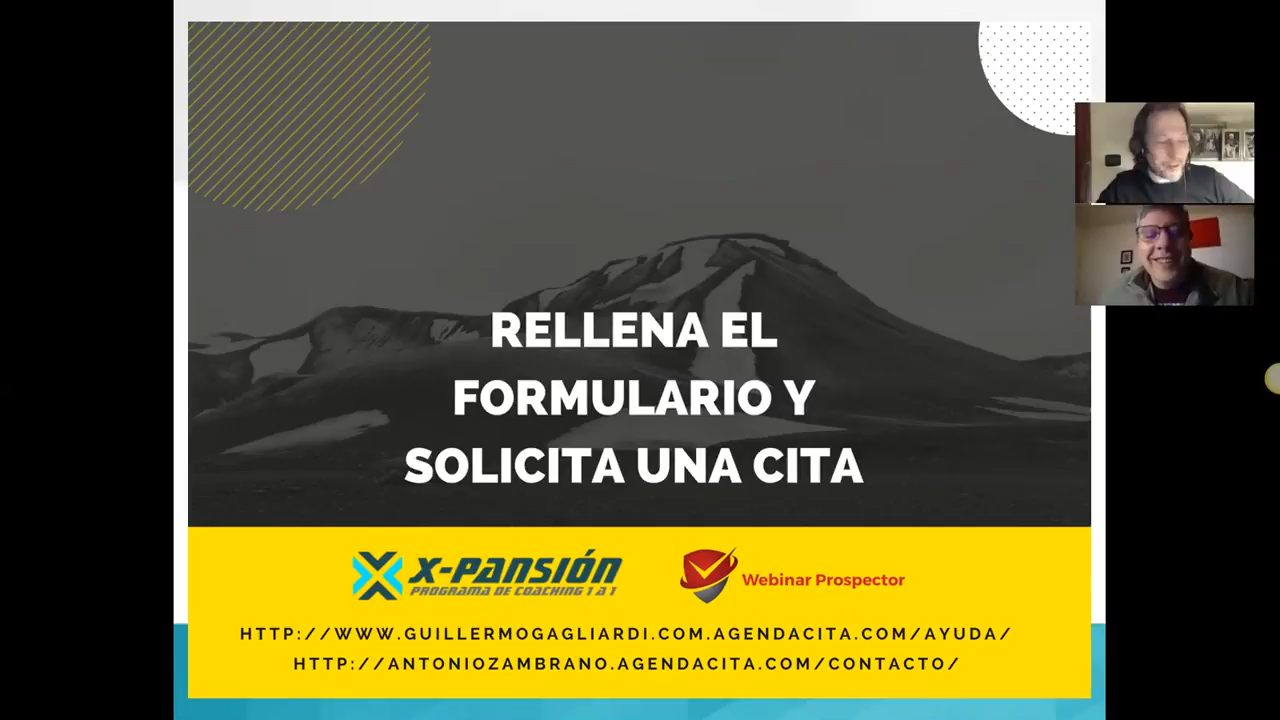 RELLENA EL
FORMULARIO Y
SOLICITA UNA CITA
X-PANSIÓN
PROGRAMA DE COACHING 1 A 1
Webinar Prospector
HTTP://WWW.GUILLERMOGAGLIARDI.COM.AGENDACITA.COM/AYUDA/
HTTP://ANTONIOZAMBRANO.AGENDACITA.COM/CONTACTO/